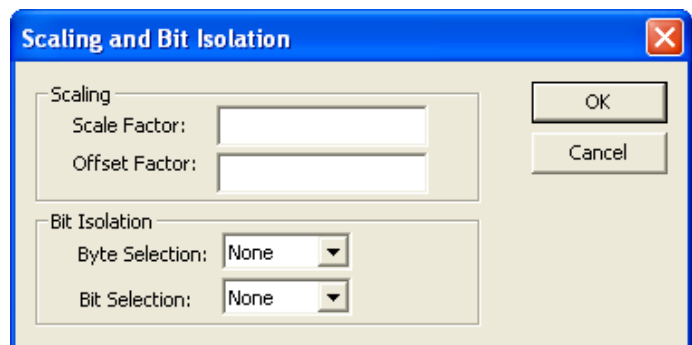 Scaling and Bit Isolation
Scaling
Scale Factor:
Offset Factor:
OK
Cancel
Bit Isolation
Byte Selection: None
Bit Selection: None